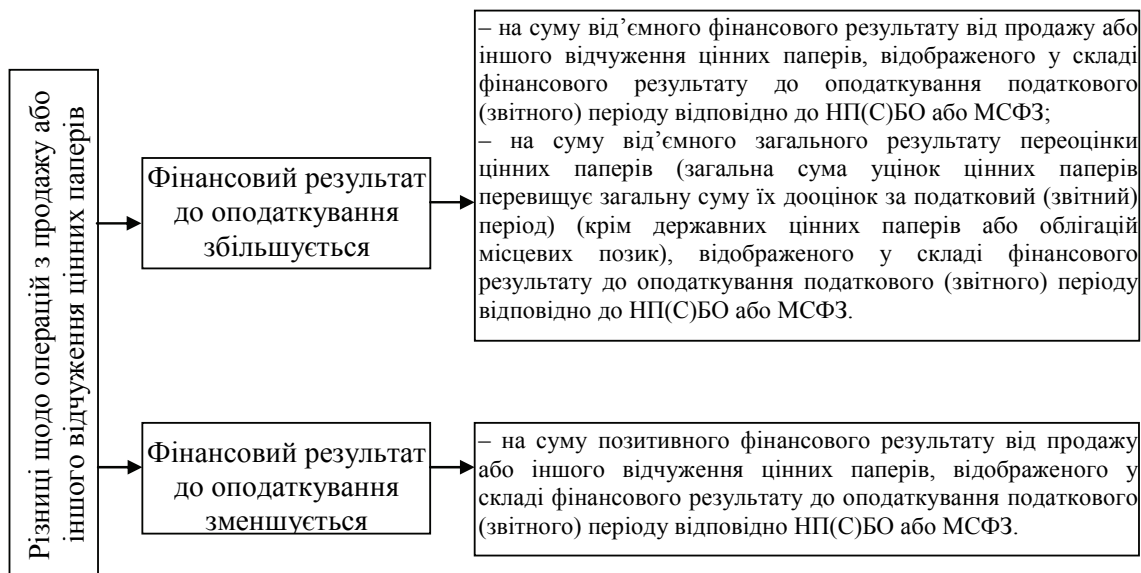 Різниці щодо операцій з продажу або
іншого відчуження цінних паперів
Фінансовий результат
до оподаткування
збільшується
– на суму від’ємного фінансового результату від продажу або
іншого відчуження цінних паперів, відображеного у складі
фінансового результату до оподаткування податкового
(звітного) періоду відповідно до НП(С)БО або МСФЗ;
– на суму від’ємного загального результату переоцінки
цінних паперів (загальна сума уцінок цінних паперів
перевищує загальну суму їх дооцінок за податковий (звітний)
період) (крім державних цінних паперів або облігацій
місцевих позик), відображеного у складі фінансового
результату до оподаткування податкового (звітного) періоду
відповідно до НП(С)БО або МСФЗ.
Фінансовий результат
до оподаткування
зменшується
– на суму позитивного фінансового результату від продажу
або іншого відчуження цінних паперів, відображеного у
складі фінансового результату до оподаткування податкового
(звітного) періоду відповідно НП(С)БО або МСФЗ.